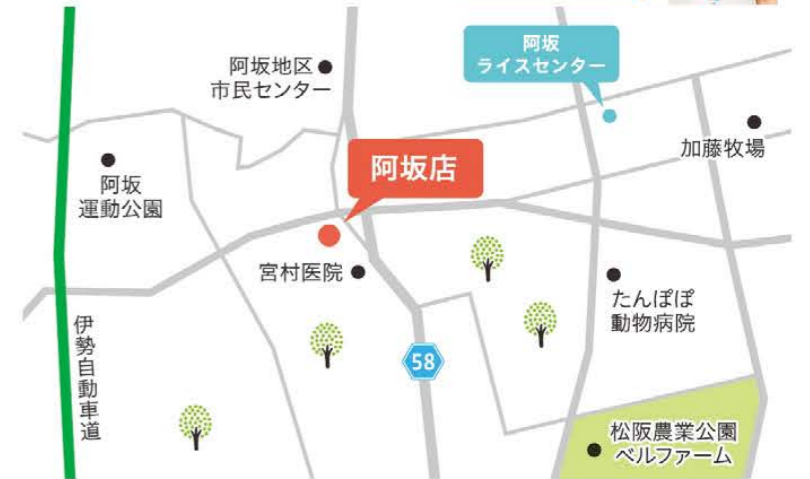 阿坂
ライスセンター
阿坂地区
市民センター
加藤牧場
阿坂店
阿坂
運動公園
宮村医院
たんぽぽ
動物病院
伊勢自動車道
58
松阪農業公園
ベルファーム